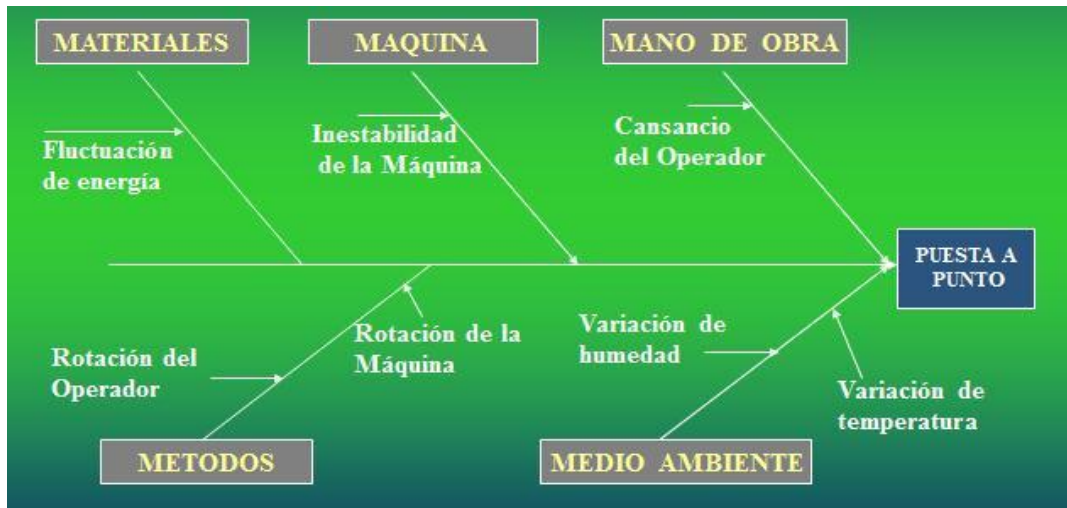 MATERIALES
MAQUINA
MANO DE OBRA
Fluctuación
de energía
Inestabilidad
de la Máquina
Cansancio
del Operador
PUESTA A
PUNTO
Rotación del
Operador
Rotación de la
Máquina
Variación de
humedad
Variación de
temperatura
METODOS
MEDIO AMBIENTE